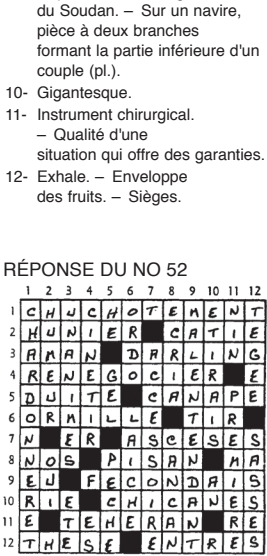 du Soudan. – Sur un navire,
pièce à deux branches
formant la partie inférieure d'un
couple (pl.).
10- Gigantesque.
11- Instrument chirurgical.
– Qualité d'une
situation qui offre des garanties.
12- Exhale. – Enveloppe
des fruits. – Sièges.
RÉPONSE DU NO 52
1 2 3 4 5 6 7 8 9 10 11 12
1 C H U C H O T E M E N T
2 H U N I E R C A T I E
3 A M A N D A R L I N G
4 R E N E G O C I E R E
5 D U I T E C A N A P E
6 O R M I L L E T I R
7 N E R A S C E S E S
8 N O S P I S A N M A
9 E U F E C O N D A I S
10 R I E C H I C A N E S
11 E T E H E R A N R E
12 T H E S E E N T R E S